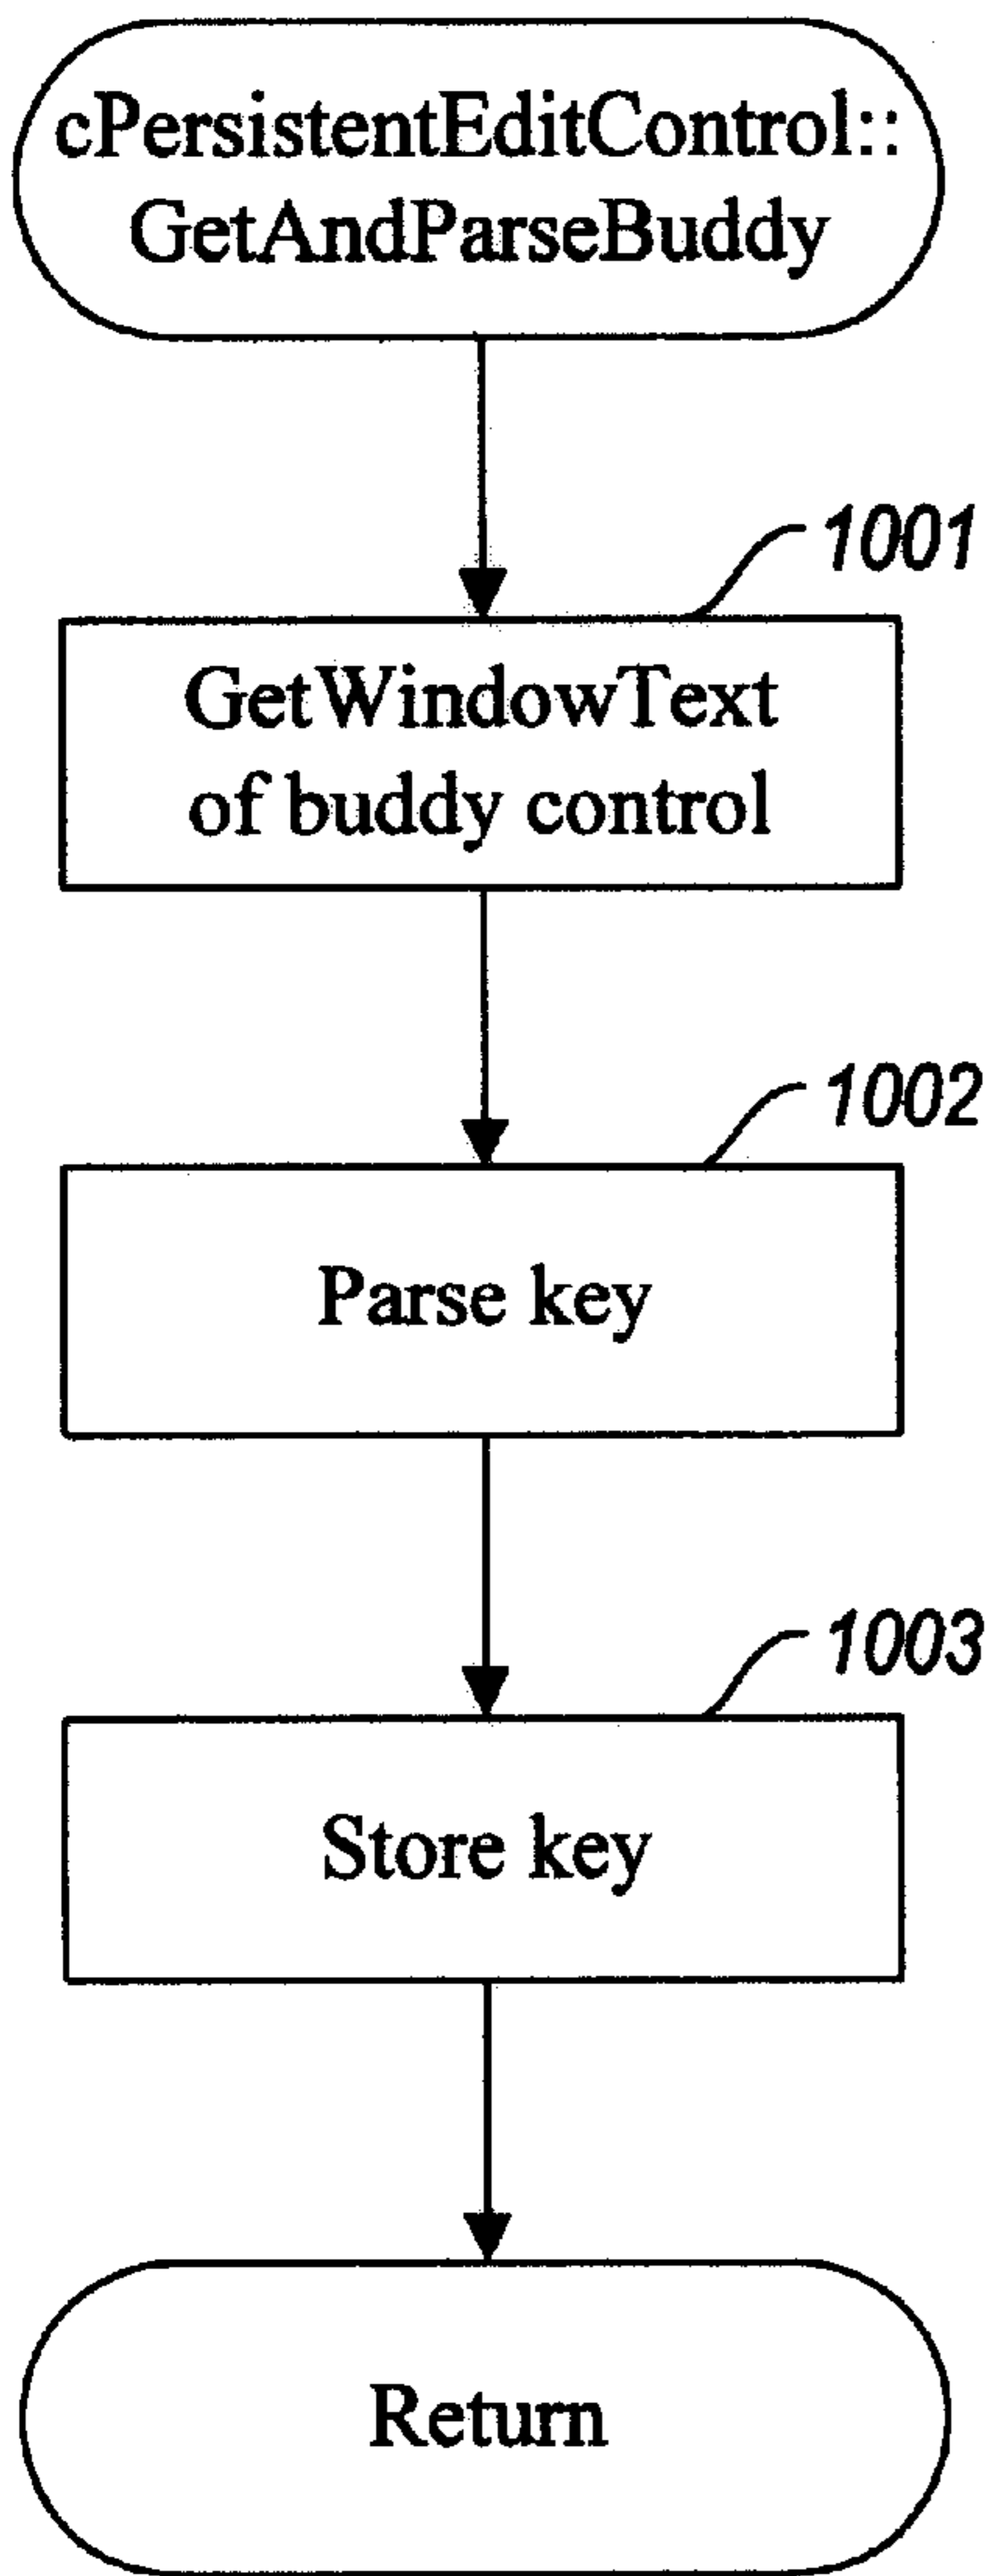 cPersistentEditControl::
GetAndParseBuddy
1001
GetWindowText
of buddy control
1002
Parse key
1003
Store key
Return